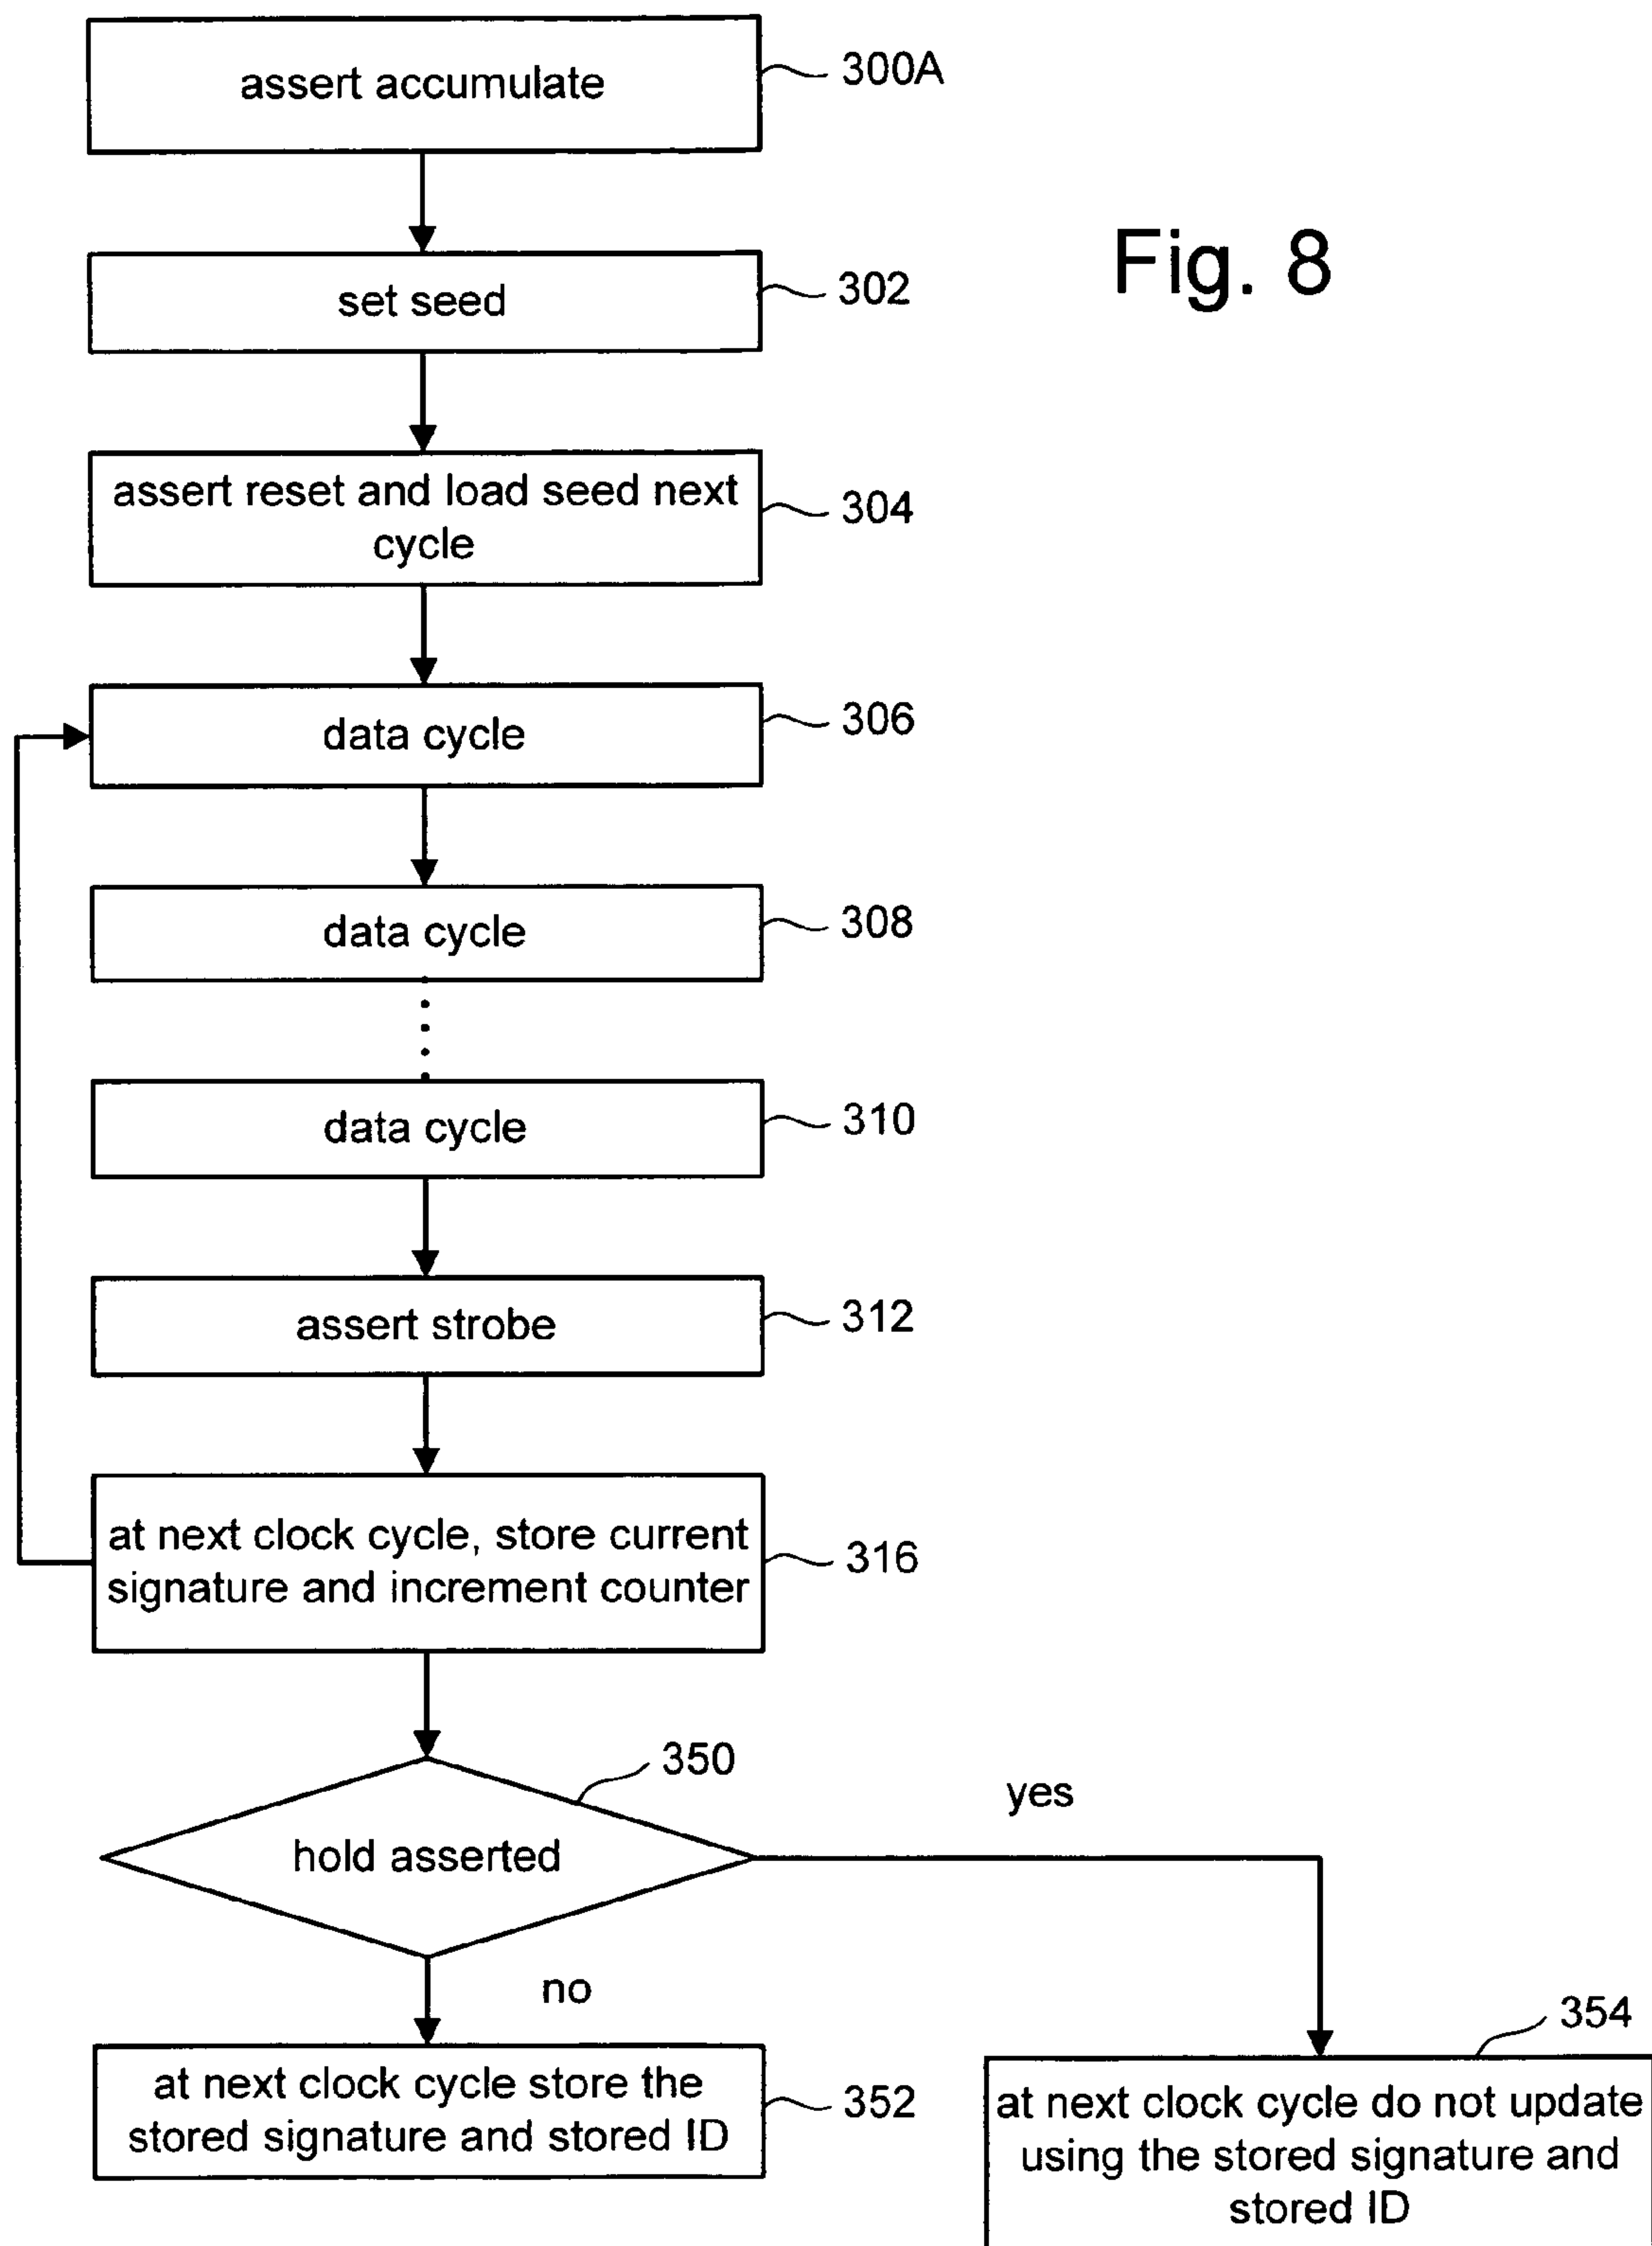 assert accumulate
300A
Fig. 8
set seed
302
assert reset and load seed next
cycle
304
data cycle
306
data cycle
308
data cycle
310
assert strobe
312
at next clock cycle, store current
signature and increment counter
316
350
hold asserted
yes
no
at next clock cycle store the
stored signature and stored ID
352
354
at next clock cycle do not update
using the stored signature and
stored ID